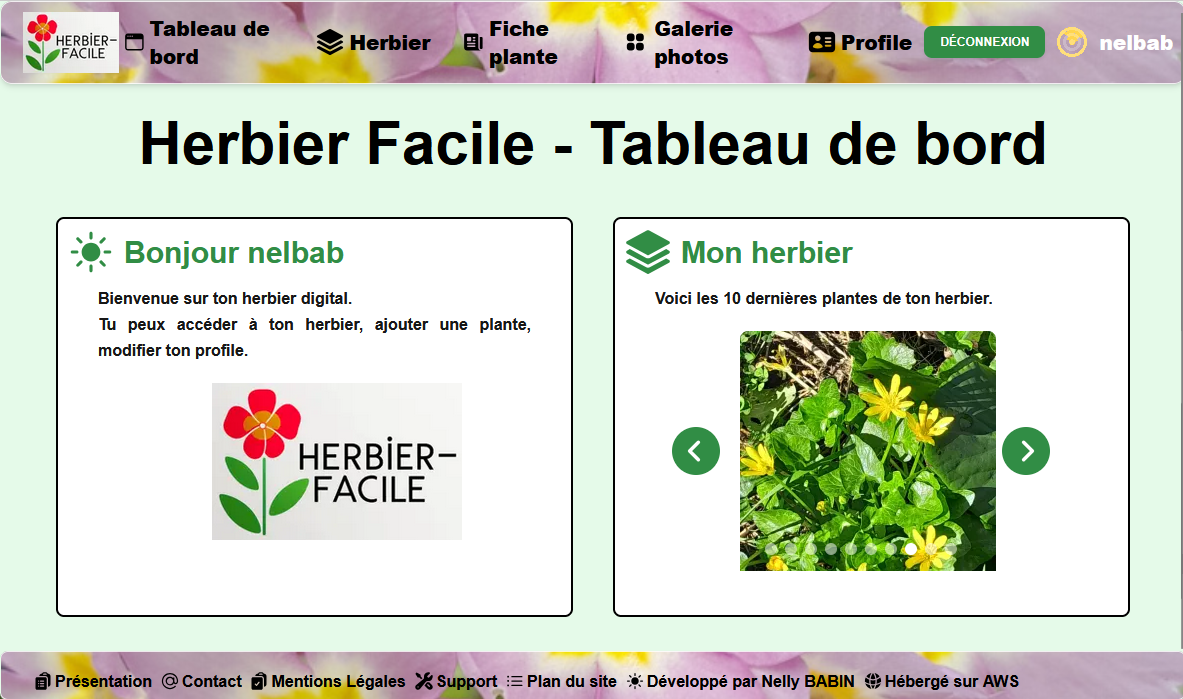 HERBIER-
FACILE
Tableau de
bord
Herbier
Fiche
plante
Galerie
photos
Profile
DÉCONNEXION
nelbab
Herbier Facile - Tableau de bord
Bonjour nelbab
Bienvenue sur ton herbier digital.
Tu peux accéder à ton herbier, ajouter une plante,
modifier ton profile.
HERBİER-
FACILE
Mon herbier
Voici les 10 dernières plantes de ton herbier.
Présentation
Contact
Mentions Légales
Support
Plan du site
Développé par Nelly BABIN
Hébergé sur AWS